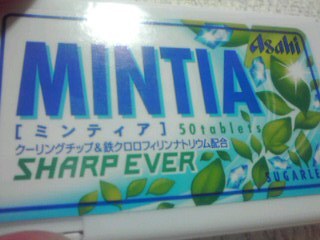 Asahi
MINTIA
[ミンティア] 50tablets
クーリングチップ&鉄クロロフィリンナトリウム配合
SHARP EVER
SUGARLE